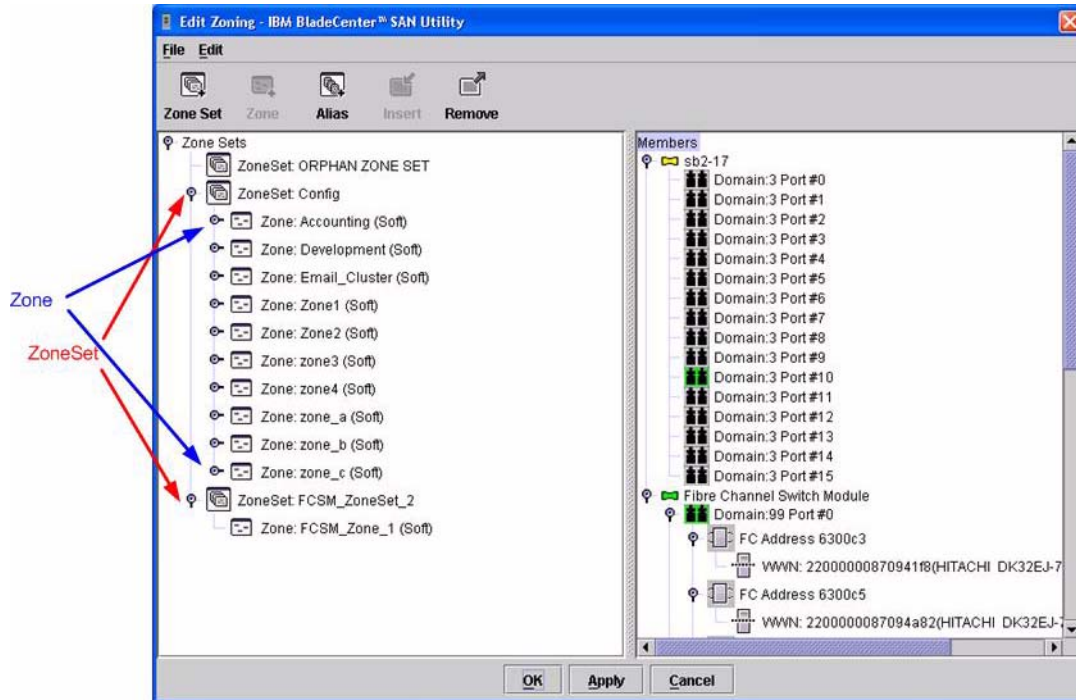 Edit Zoning - IBM BladeCenter™ SAN Utility
File Edit
Zone Set Zone Alias Insert Remove
Zone Sets
ZoneSet: ORPHAN ZONE SET
ZoneSet: Config
Zone: Accounting (Soft)
Zone: Development (Soft)
Zone: Email_Cluster (Soft)
Zone: Zone1 (Soft)
Zone: Zone2 (Soft)
Zone: zone3 (Soft)
Zone: zone4 (Soft)
Zone: zone_a (Soft)
Zone: zone_b (Soft)
Zone: zone_c (Soft)
ZoneSet: FCSM_ZoneSet_2
Zone: FCSM_Zone_1 (Soft)
Zone
ZoneSet
Members
sb2-17
Domain:3 Port#0
Domain:3 Port#1
Domain:3 Port#2
Domain:3 Port#3
Domain:3 Port#4
Domain:3 Port#5
Domain:3 Port#6
Domain:3 Port#7
Domain:3 Port#8
Domain:3 Port#9
Domain:3 Port#10
Domain:3 Port#11
Domain:3 Port#12
Domain:3 Port#13
Domain:3 Port#14
Domain:3 Port#15
Fibre Channel Switch Module
Domain:99 Port#0
FC Address 6300c3
WWN: 22000000870941f8(HITACHI DK32EJ-7
FC Address 6300c5
WWN: 2200000087094a82(HITACHI DK32EJ-7
OK Apply Cancel